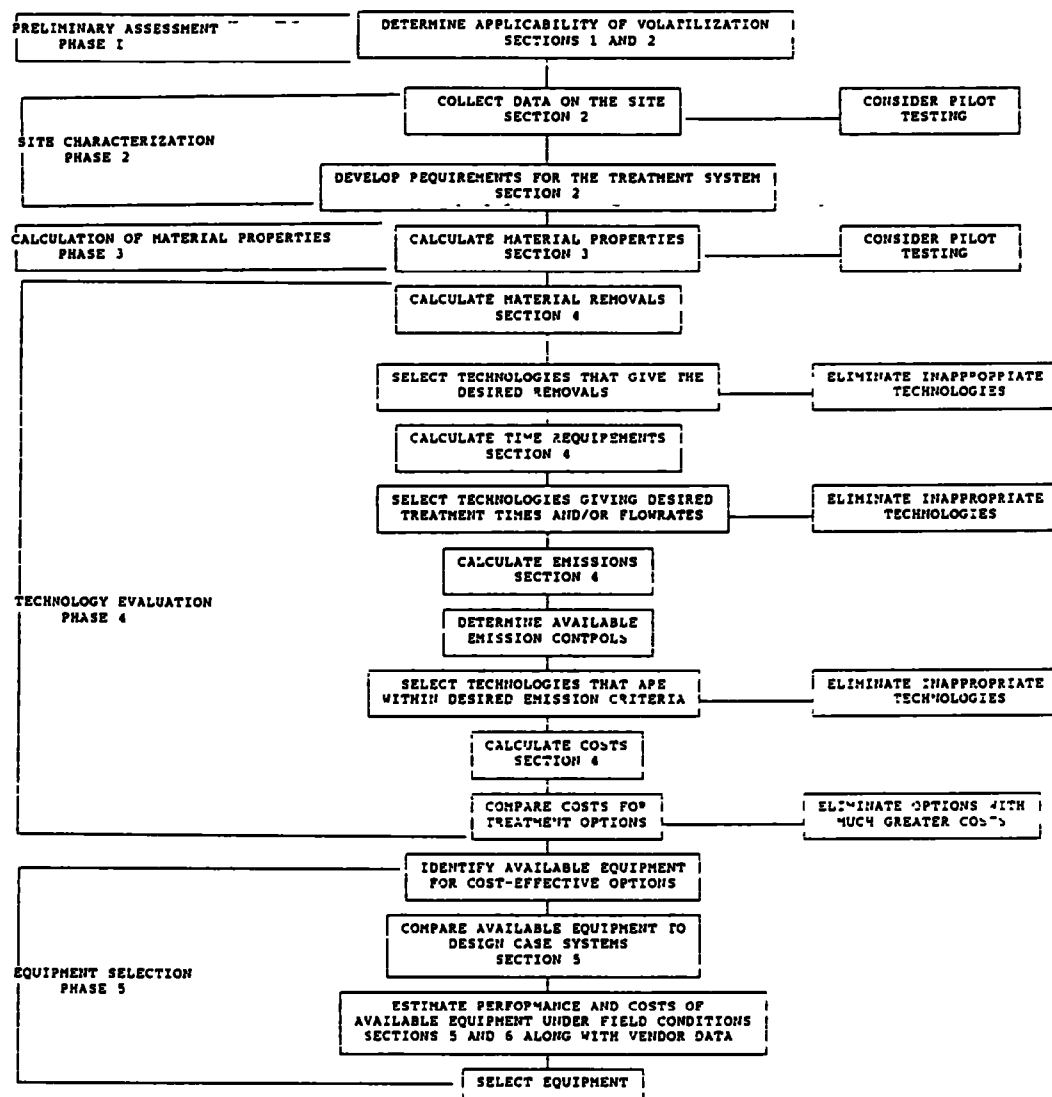 PRELIMINARY ASSESSMENT
PHASE I
DETERMINE APPLICABILITY OF VOLATILIZATION
SECTIONS 1 AND 2
COLLECT DATA ON THE SITE
SECTION 2
CONSIDER PILOT
TESTING
SITE CHARACTERIZATION
PHASE 2
DEVELOP PEQUIREMENTS FOR THE TREATMENT SYSTEM
SECTION 2
CALCULATION OF MATERIAL PROPERTIES
PHASE 3
CALCULATE MATERIAL PROPERTIES
SECTION 3
CONSIDER PILOT
TESTING
CALCULATE MATERIAL REMOVALS
SECTION 4
SELECT TECHNOLOGIES THAT GIVE THE
DESIRED REMOVALS
ELIMINATE INAPPPOPPIATE
TECHNOLOGIES
CALCULATE TIME REQUIPEMENTS
SECTION 4
SELECT TECHNOLOGIES GIVING DESIRED
TREATMENT TIMES AND/OR FLOWRATES
ELIMINATE INAPPROPRIATE
TECHNOLOGIES
CALCULATE EMISSIONS
SECTION 4
TECHNOLOGY EVALUATION
PHASE 4
DETERMINE AVAILABLE
EMISSION CONTPOLS
SELECT TECHNOLOGIES THAT APE
WITHIN DESIRED EMISSION CRITERIA
ELIMINATE INAPPROPRIATE
TECHNOLOGIES
CALCULATE COSTS
SECTION 4
COMPARE COSTS FOR
TREATMENT OPTIONS
ELIMINATE OPTIONS WITH
MUCH GREATER COSTS
IDENTIFY AVAILABLE EQUIPMENT
FOR COST-EFFECTIVE OPTIONS
COMPARE AVAILABLE EQUIPMENT TO
DESIGN CASE SYSTEMS
SECTION 5
EQUIPMENT SELECTION
PHASE 5
ESTIMATE PERFORMANCE AND COSTS OF
AVAILABLE EQUIPMENT UNDER FIELD CONDITIONS
SECTIONS 5 AND 6 ALONG WITH VENDOR DATA
SELECT EQUIPMENT